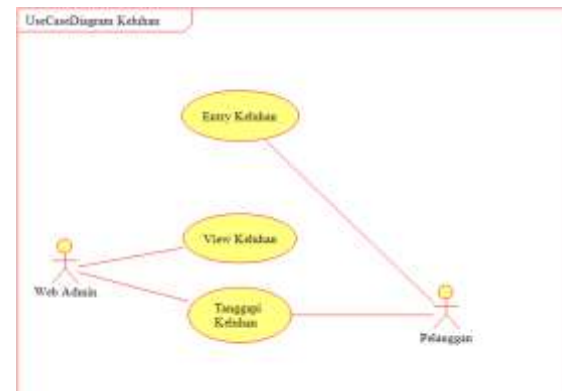 UseCaseDiagram Keluhan
Entry Keluhan
View Keluhan
Web Admin
Tanggapi
Keluhan
Pelanggan